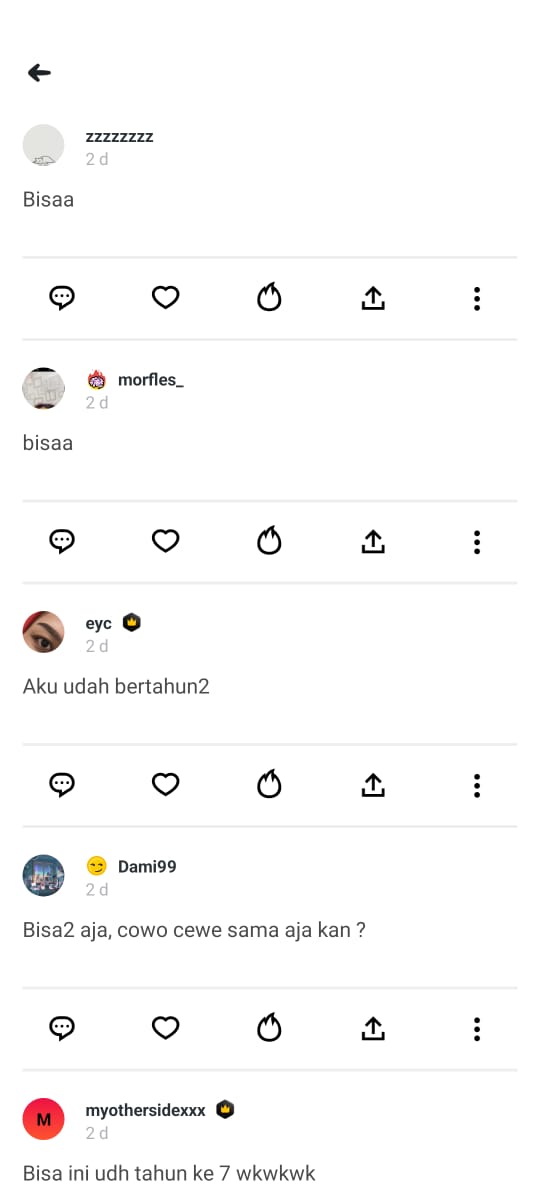 zzzzzzzz
2 d
Bisaa
morfles_
2 d
bisaa
eyc
2 d
Aku udah bertahun2
Dami99
2 d
Bisa2 aja, cowo cewe sama aja kan ?
M
myothersidexxx
2 d
Bisa ini udh tahun ke 7 wkwkwk